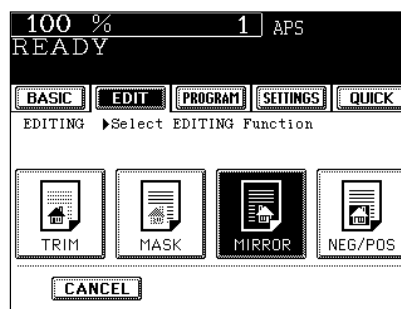 100 % 1 APS
READY
BASIC EDIT PROGRAM SETTINGS QUICK
EDITING ▶Select EDITING Function
TRIM MASK MIRROR NEG/POS
CANCEL